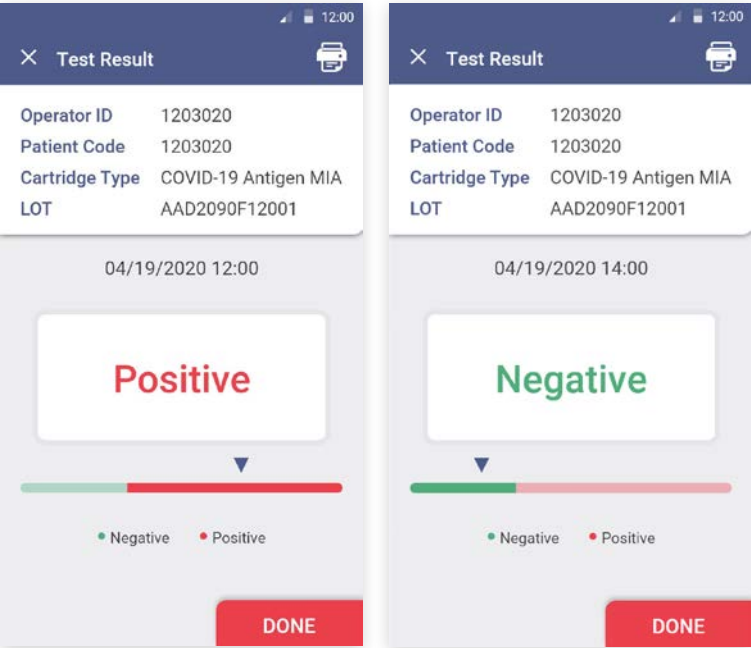 12:00
Test Result
Operator ID 1203020
Patient Code 1203020
Cartridge Type COVID-19 Antigen MIA
LOT AAD2090F12001
04/19/2020 12:00
Positive
Negative Positive
DONE
12:00
Test Result
Operator ID 1203020
Patient Code 1203020
Cartridge Type COVID-19 Antigen MIA
LOT AAD2090F12001
04/19/2020 14:00
Negative
Negative Positive
DONE